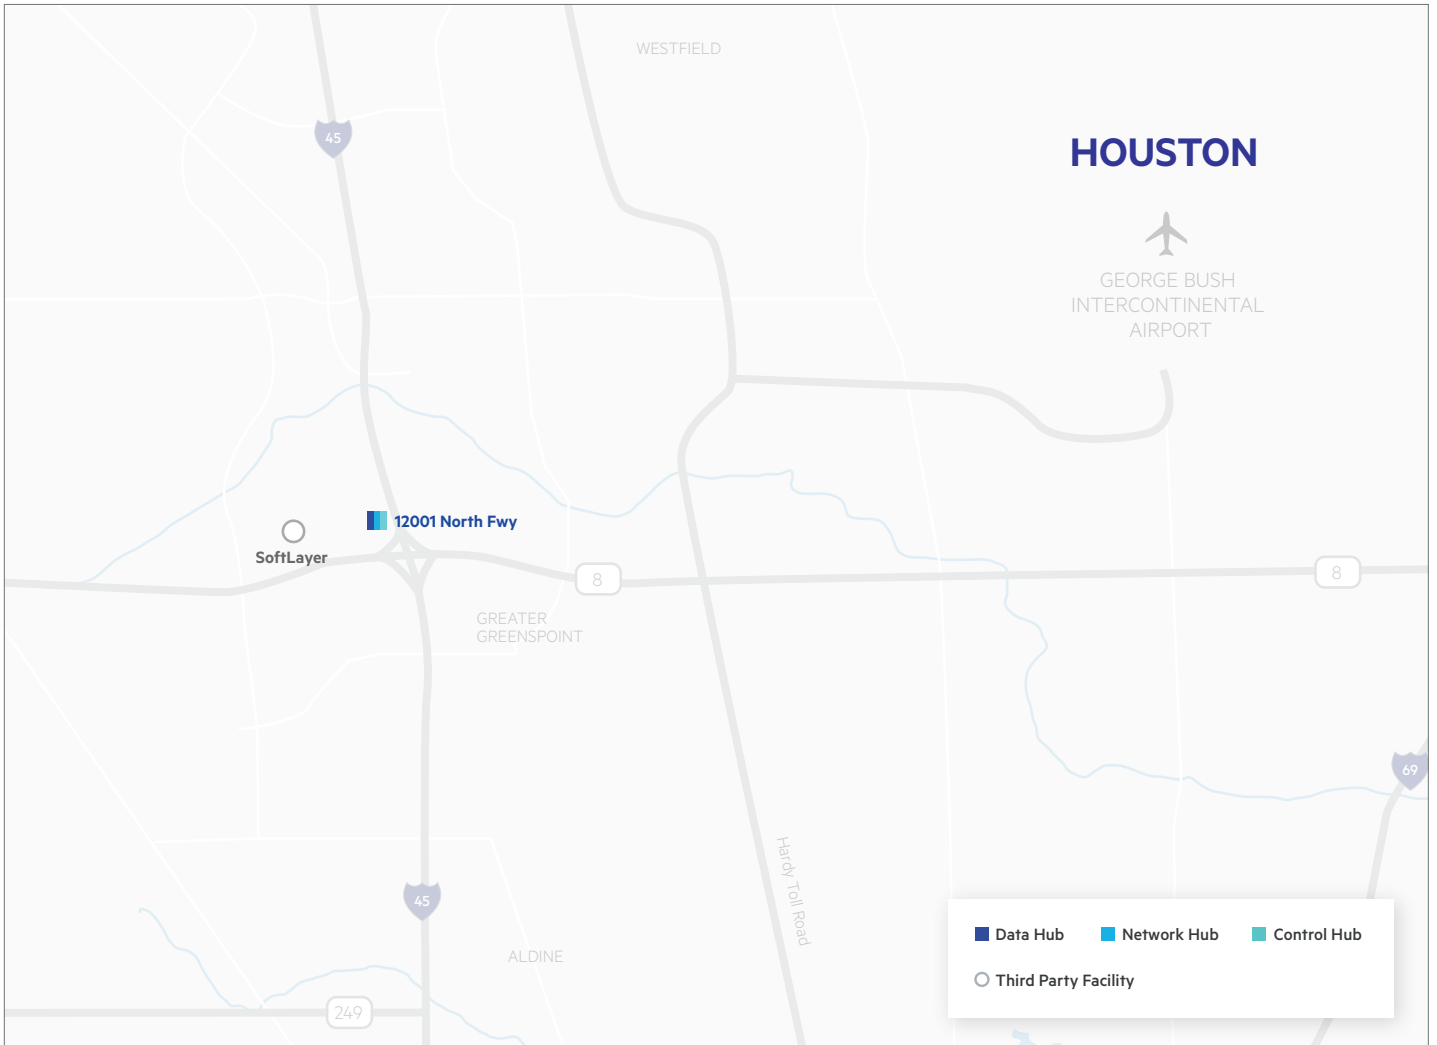 WESTFIELD
45
HOUSTON
GEORGE BUSH
INTERCONTINENTAL
AIRPORT
12001 North Fwy
SoftLayer
8
8
GREATER
GREENSPOINT
69
Hardy Toll Road
45
ALDINE
249
Data Hub
Network Hub
Control Hub
Third Party Facility